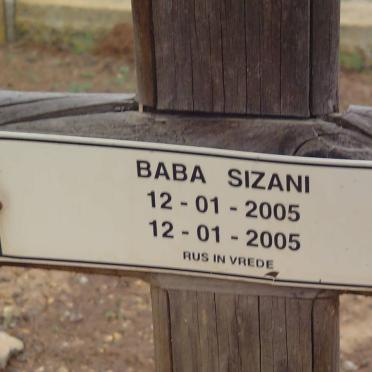 BABA SIZANI
12 - 01 - 2005
12 - 01 - 2005
RUS IN VREDE